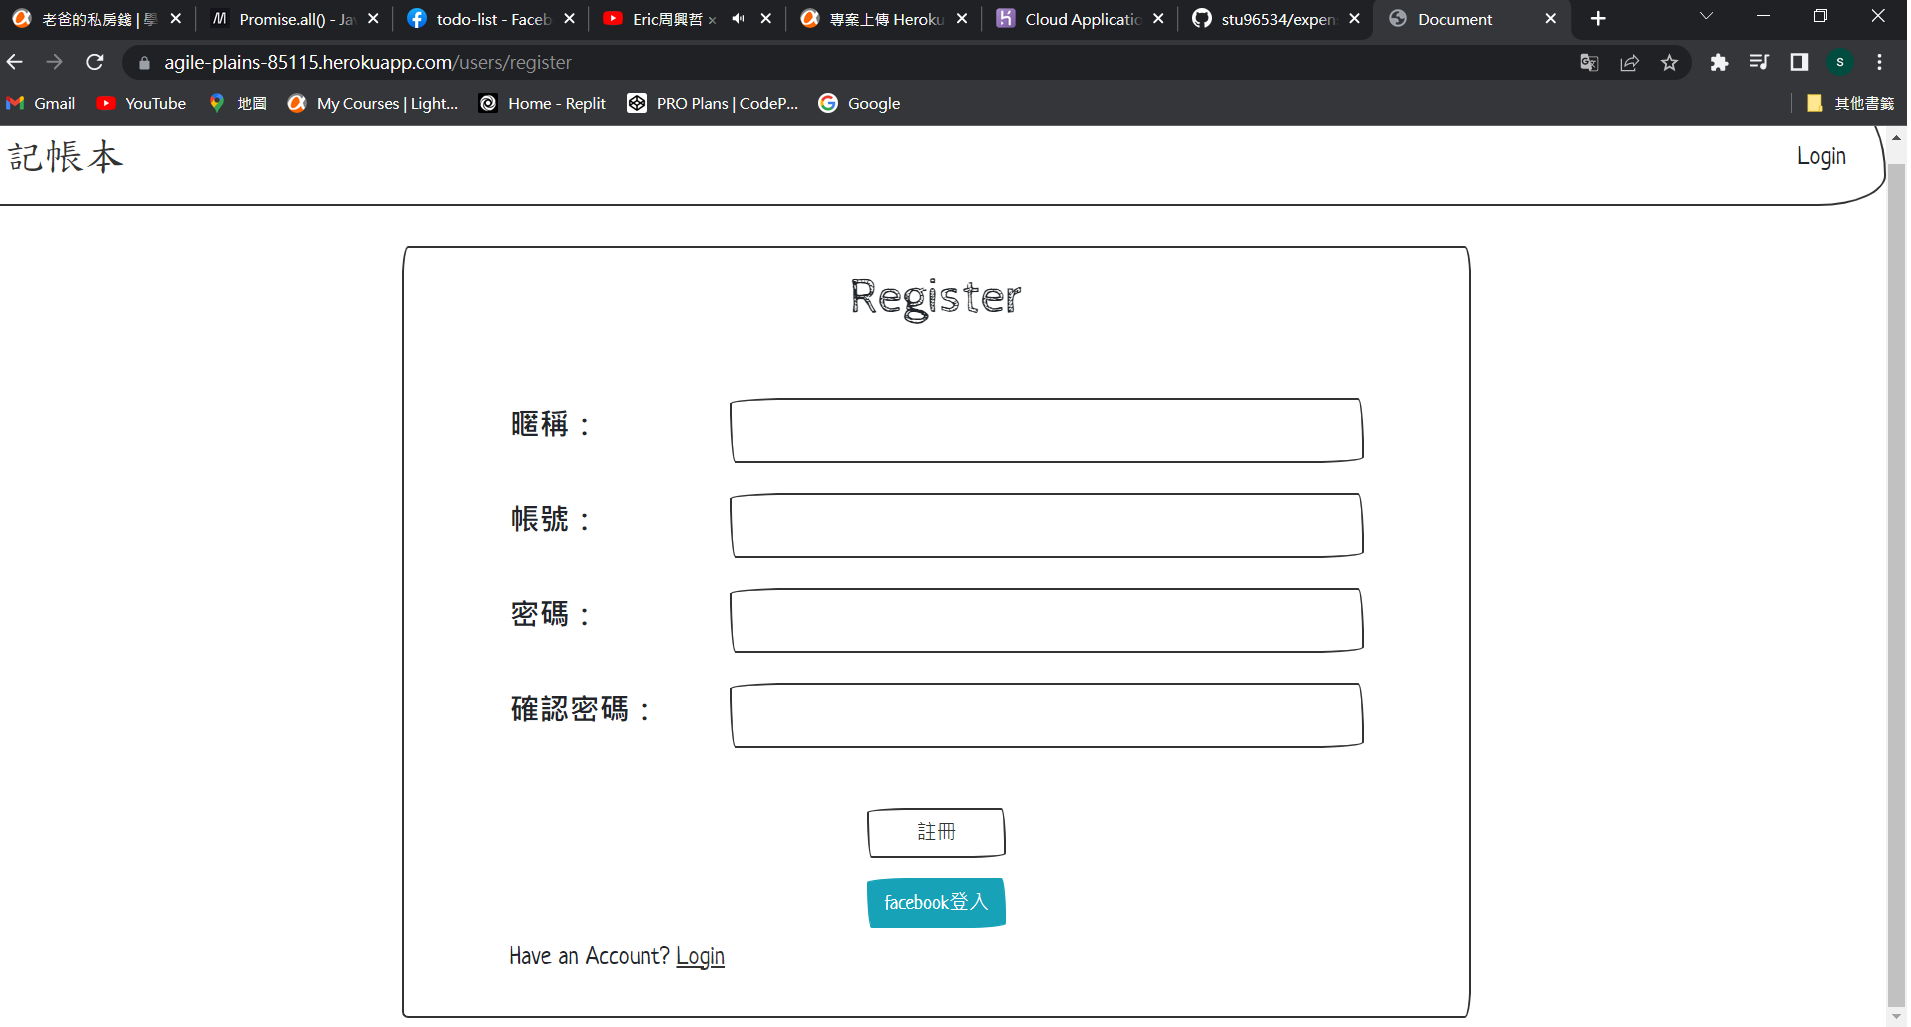 老爸的私房錢 | 學
Promise.all() - Ja
todo-list - Faceb
Eric周興哲
專案上傳 Heroku
Cloud Applicatio
stu96534/expen
Document
agile-plains-85115.herokuapp.com/users/register
s
Gmail
YouTube
地圖
My Courses | Light...
Home - Replit
PRO Plans | CodeP...
Google
其他書籤
記帳本
Login
Register
暱稱：
帳號：
密碼：
確認密碼：
註冊
facebook登入
Have an Account? Login